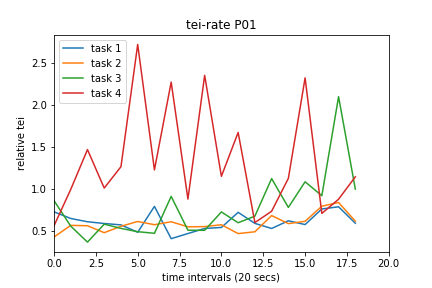 tei-rate P01
task 1
task 2
task 3
task 4
relative tei
2.5
2.0
1.5
1.0
0.5
0.0 2.5 5.0 7.5 10.0 12.5 15.0 17.5 20.0
time intervals (20 secs)